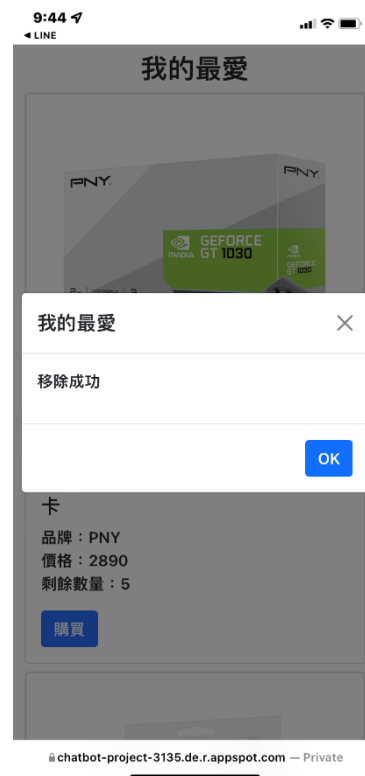 9:44
◀ LINE
我的最愛
PNY.
PNY.
GEFORCE
GT 1030
NVIDIA
GEFORCE
GT 1030
我的最愛
移除成功
OK
卡
品牌：PNY
價格：2890
剩餘數量：5
購買
chatbot-project-3135.de.r.appspot.com — Private